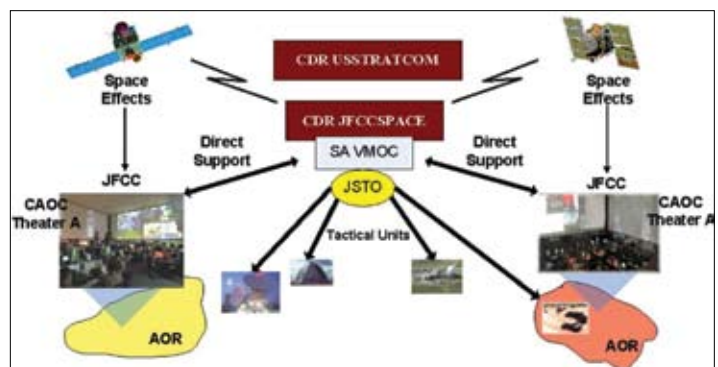 CDR USSTRATCOM
Space
Effects
Space
Effects
CDR JFCCSPACE
SA VMOC
JSTO
Direct
Support
Direct
Support
JFCC
CAOC
Theater A
JFCC
CAOC
Theater A
Tactical Units
AOR
AOR